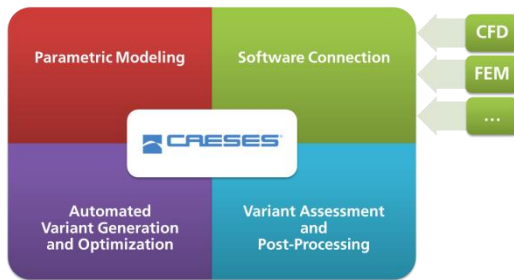 Parametric Modeling
Software Connection
CFD
FEM
...
CAESES
Automated
Variant Generation
and Optimization
Variant Assessment
and
Post-Processing